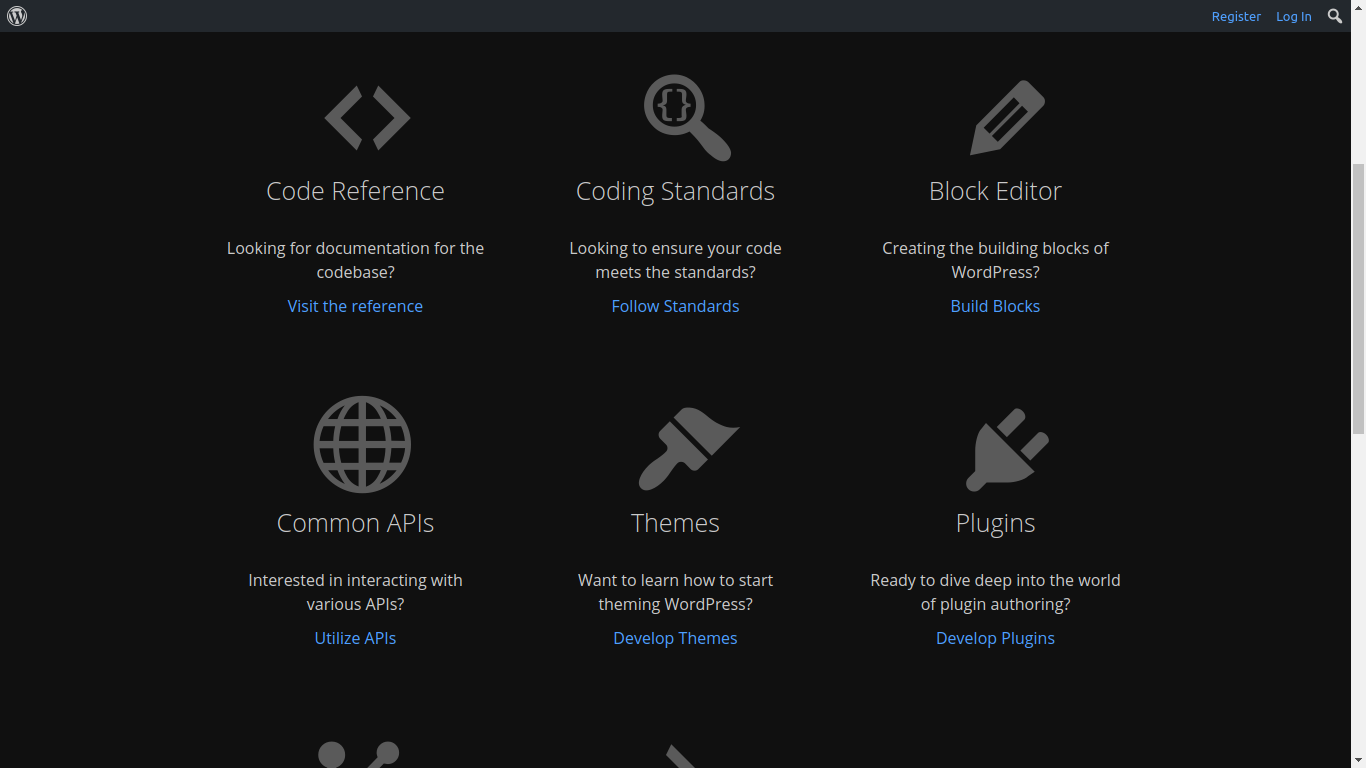 Register Log In
Code Reference
Looking for documentation for the
codebase?
Visit the reference
Coding Standards
Looking to ensure your code
meets the standards?
Follow Standards
Block Editor
Creating the building blocks of
WordPress?
Build Blocks
Common APIs
Interested in interacting with
various APIs?
Utilize APIs
Themes
Want to learn how to start
theming WordPress?
Develop Themes
Plugins
Ready to dive deep into the world
of plugin authoring?
Develop Plugins